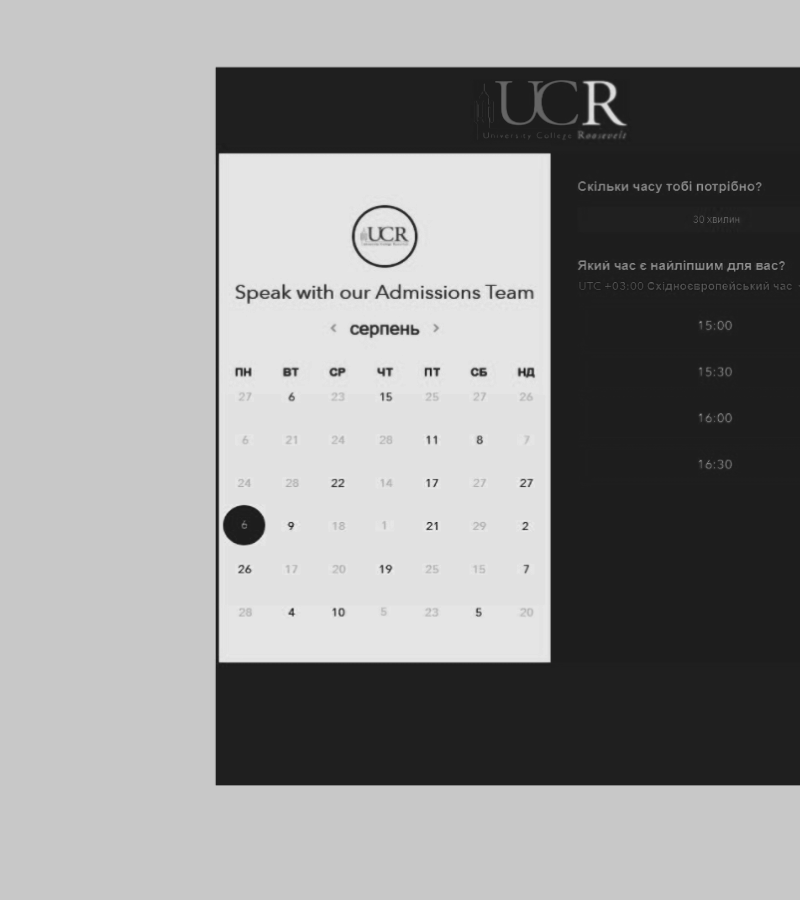 UCR
University College Roosevelt
UCR
Speak with our Admissions Team
‹ серпень ›
ПН ВТ СР ЧТ ПТ СБ НД
27 6 23 15 25 27 26
6 21 24 28 11 8 7
24 28 22 14 17 27 27
6 9 18 1 21 29 2
26 17 20 19 25 15 7
28 4 10 5 23 5 20
Скільки часу тобі потрібно?
30 хвилин
Який час є найліпшим для вас?
UTC +03:00 Східноєвропейський час
15:00
15:30
16:00
16:30